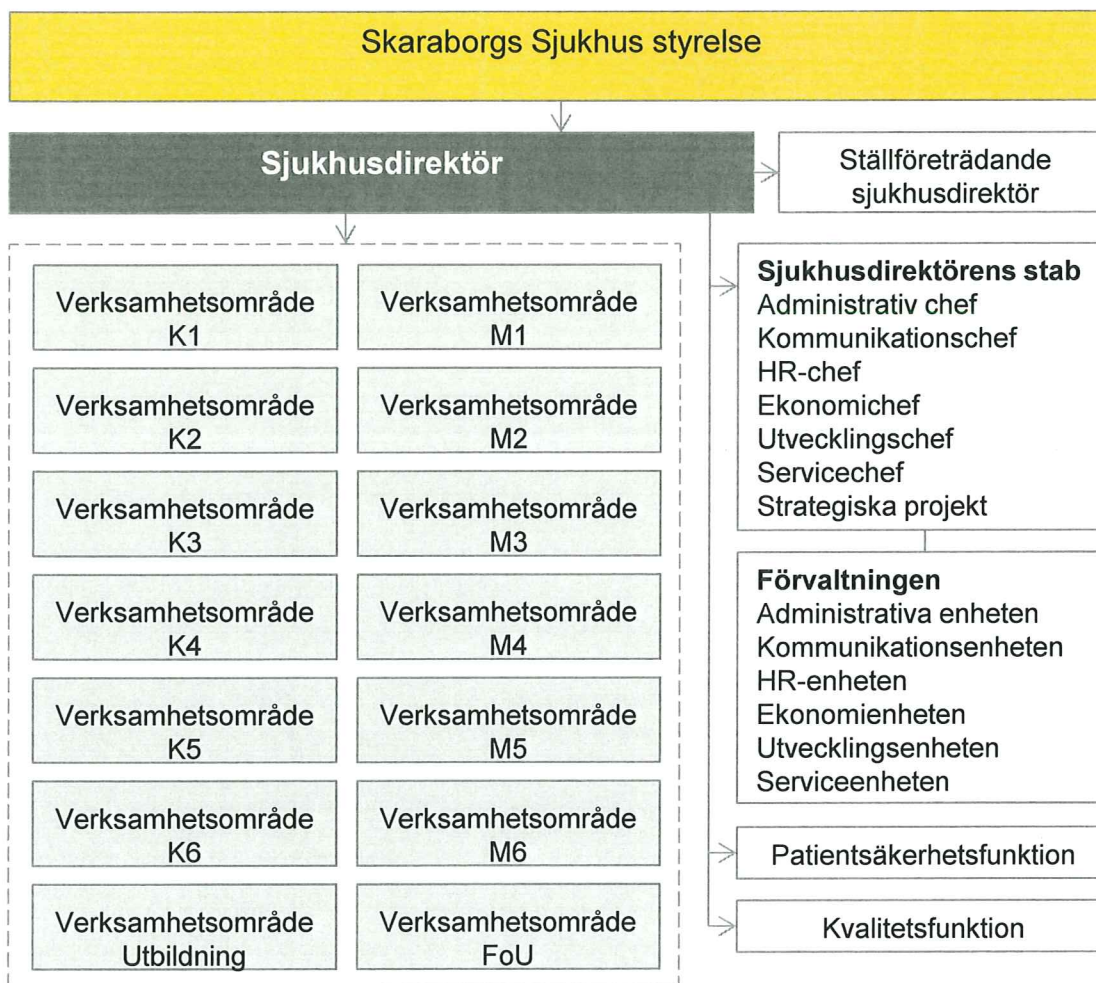 Skaraborgs Sjukhus styrelse
Sjukhusdirektör
Ställföreträdande
sjukhusdirektör
Verksamhetsområde
K1
Verksamhetsområde
M1
Verksamhetsområde
K2
Verksamhetsområde
M2
Verksamhetsområde
K3
Verksamhetsområde
M3
Verksamhetsområde
K4
Verksamhetsområde
M4
Verksamhetsområde
K5
Verksamhetsområde
M5
Verksamhetsområde
K6
Verksamhetsområde
M6
Verksamhetsområde
Utbildning
Verksamhetsområde
FoU
Sjukhusdirektörens stab
Administrativ chef
Kommunikationschef
HR-chef
Ekonomichef
Utvecklingschef
Servicechef
Strategiska projekt
Förvaltningen
Administrativa enheten
Kommunikationsenheten
HR-enheten
Ekonomienheten
Utvecklingsenheten
Serviceenheten
Patientsäkerhetsfunktion
Kvalitetsfunktion